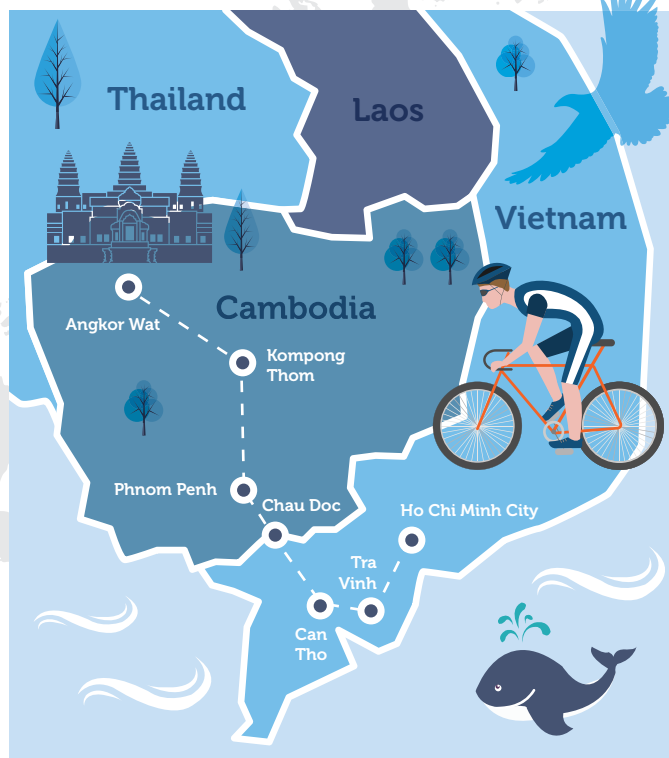 Thailand
Laos
Vietnam
Cambodia
Angkor Wat
Kompong
Thom
Phnom Penh
Chau Doc
Ho Chi Minh City
Tra
Vinh
Can
Tho